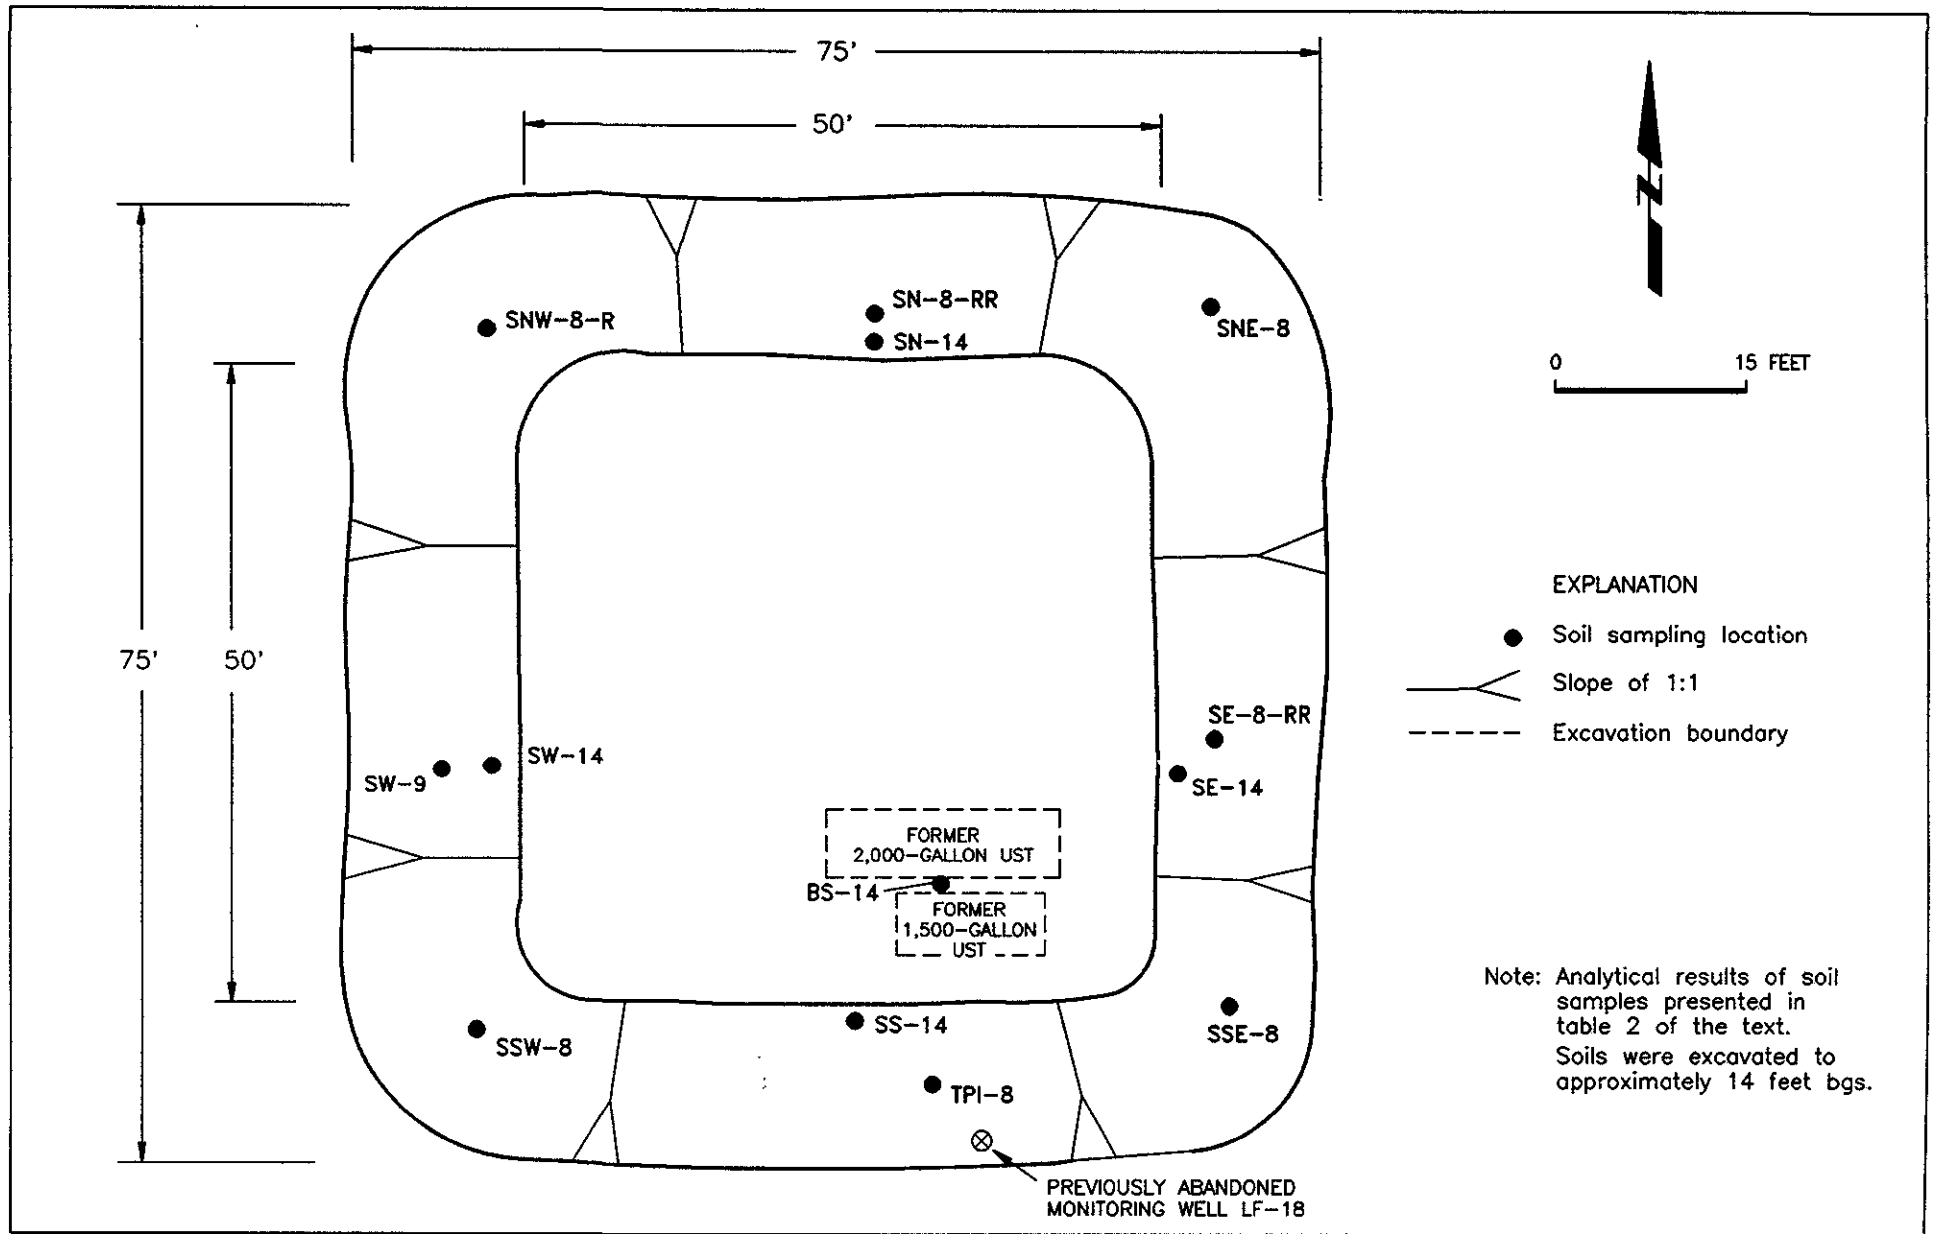 75'
50'
N
SNW-8-R
SN-8-RR
SN-14
SNE-8
0 15 FEET
75'
50'
EXPLANATION
Soil sampling location
Slope of 1:1
Excavation boundary
SE-8-RR
SE-14
SW-14
SW-9
FORMER
2,000-GALLON UST
BS-14
FORMER
1,500-GALLON
UST
Note: Analytical results of soil
samples presented in
table 2 of the text.
Soils were excavated to
approximately 14 feet bgs.
SS-14
SSW-8
SSE-8
TPI-8
PREVIOUSLY ABANDONED
MONITORING WELL LF-18